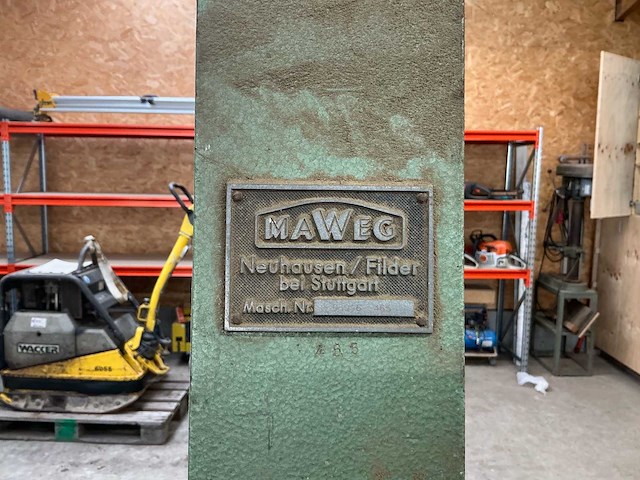 MAWEG
Neuhausen/Filder
bei Stuttgart
Masch. Nr.
WACKER